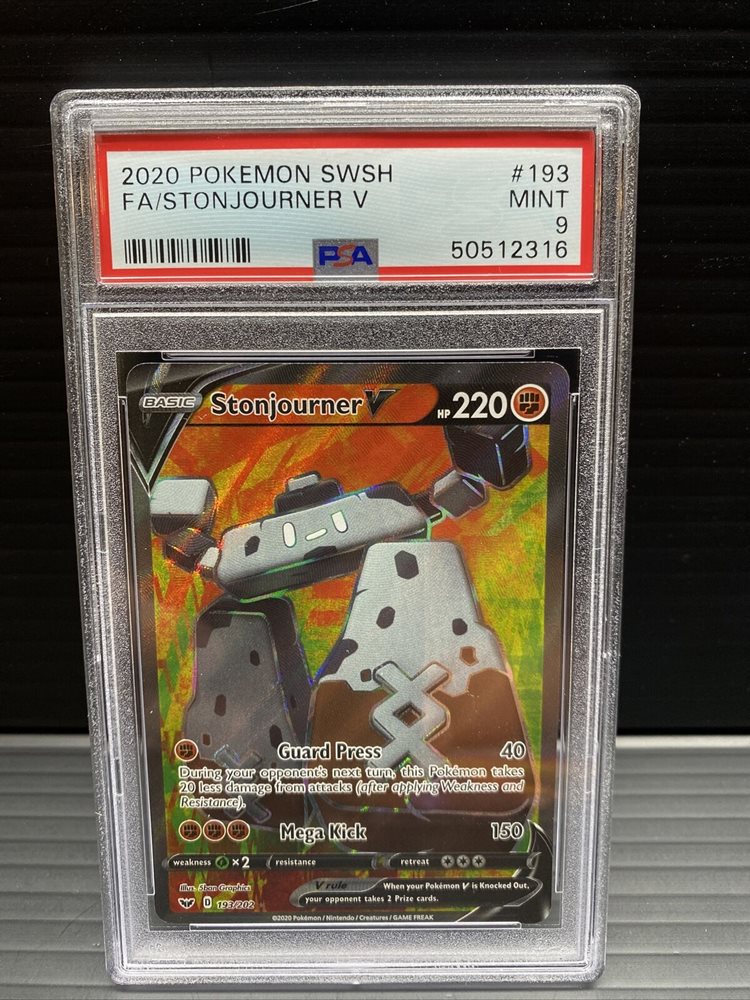 2020 POKEMON SWSH #193
FA/STONJOURNER V MINT
9
PSA 50512316
BASIC Stonjourner V HP 220
Guard Press 40
During your opponent's next turn, this Pokémon takes
20 less damage from attacks (after applying Weakness and
Resistance).
Mega Kick 150
weakness ×2 resistance retreat
Illus. 5ban Graphics
V rule When your Pokémon V is Knocked Out,
your opponent takes 2 Prize cards.
D 193/202
©2020 Pokémon / Nintendo / Creatures / GAME FREAK